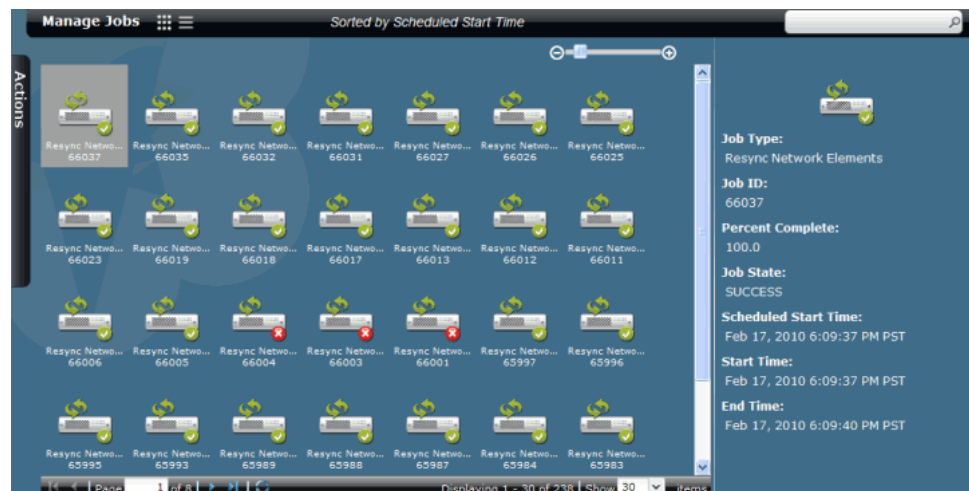 Manage Jobs
Sorted by Scheduled Start Time
Actions
Resync Netwo... Resync Netwo... Resync Netwo... Resync Netwo... Resync Netwo... Resync Netwo... Resync Netwo...
66037 66035 66032 66031 66027 66026 66025
Resync Netwo... Resync Netwo... Resync Netwo... Resync Netwo... Resync Netwo... Resync Netwo... Resync Netwo...
66023 66019 66018 66017 66013 66012 66011
Resync Netwo... Resync Netwo... Resync Netwo... Resync Netwo... Resync Netwo... Resync Netwo... Resync Netwo...
66006 66005 66004 66003 66001 65997 65996
Resync Netwo... Resync Netwo... Resync Netwo... Resync Netwo... Resync Netwo... Resync Netwo... Resync Netwo...
65995 65993 65989 65988 65987 65984 65983
Page 1 of 8 Displaying 1 - 30 of 238 Show 30 items
Job Type:
Resync Network Elements
Job ID:
66037
Percent Complete:
100.0
Job State:
SUCCESS
Scheduled Start Time:
Feb 17, 2010 6:09:37 PM PST
Start Time:
Feb 17, 2010 6:09:37 PM PST
End Time:
Feb 17, 2010 6:09:40 PM PST